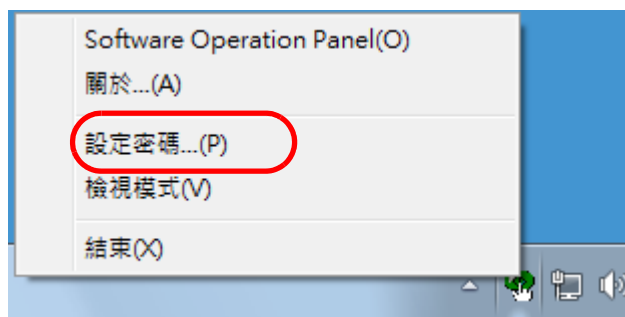 Software Operation Panel(O)
關於...(A)
設定密碼...(P)
檢視模式(V)
結束(X)